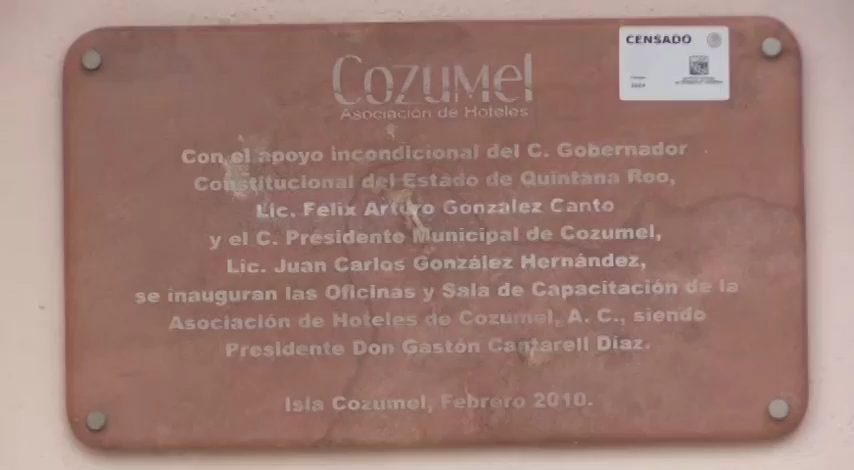 CENSADO
Cozumel
Asociación de Hoteles
Con el apoyo incondicional del C. Gobernador
Constitucional del Estado de Quintana Roo,
Lic. Félix Arturo González Canto
y el C. Presidente Municipal de Cozumel,
Lic. Juan Carlos González Hernández,
se inauguran las Oficinas y Sala de Capacitación de la
Asociación de Hoteles de Cozumel, A. C., siendo
Presidente Don Gastón Cantarell Díaz.
Isla Cozumel, Febrero 2010.